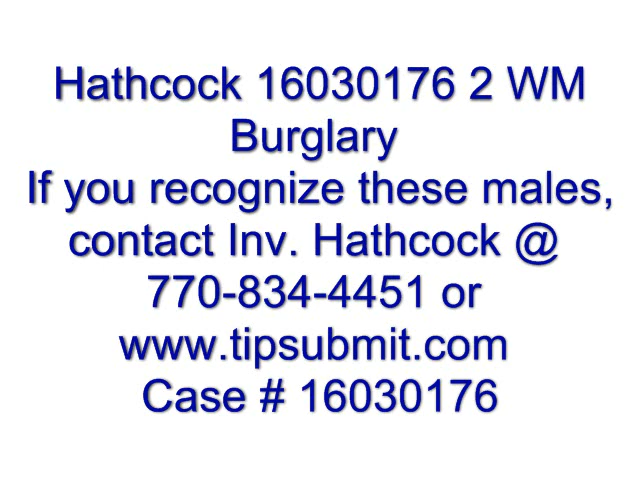 Hathcock 16030176 2 WM
Burglary
If you recognize these males,
contact Inv. Hathcock @
770-834-4451 or
www.tipsubmit.com
Case # 16030176